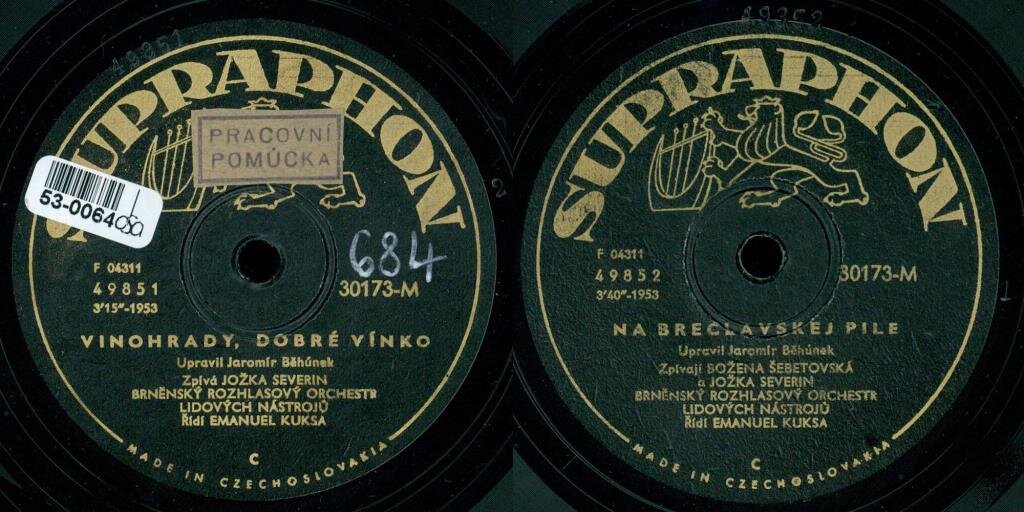 49851
SUPRAPHON
PRACOVNÍ
POMŮCKA
53-0064
684
F 04311
49851
3'15"-1953
30173-M
VINOHRADY, DOBRÉ VÍNKO
Upravil Jaromír Běhúnek
Zpívá JOŽKA SEVERIN
BRNĚNSKÝ ROZHLASOVÝ ORCHESTR
LIDOVÝCH NÁSTROJŮ
Řídí EMANUEL KUKSA
C
MADE IN CZECHOSLOVAKIA
2
49852
SUPRAPHON
F 04311
49852
3'40"-1953
30173-M
NA BRECLAVSKÉJ PILE
Upravil Jaromír Běhúnek
Zpívají BOŽENA ŠEBETOVSKÁ
a JOŽKA SEVERIN
BRNĚNSKÝ ROZHLASOVÝ ORCHESTR
LIDOVÝCH NÁSTROJŮ
Řídí EMANUEL KUKSA
C
MADE IN CZECHOSLOVAKIA
1